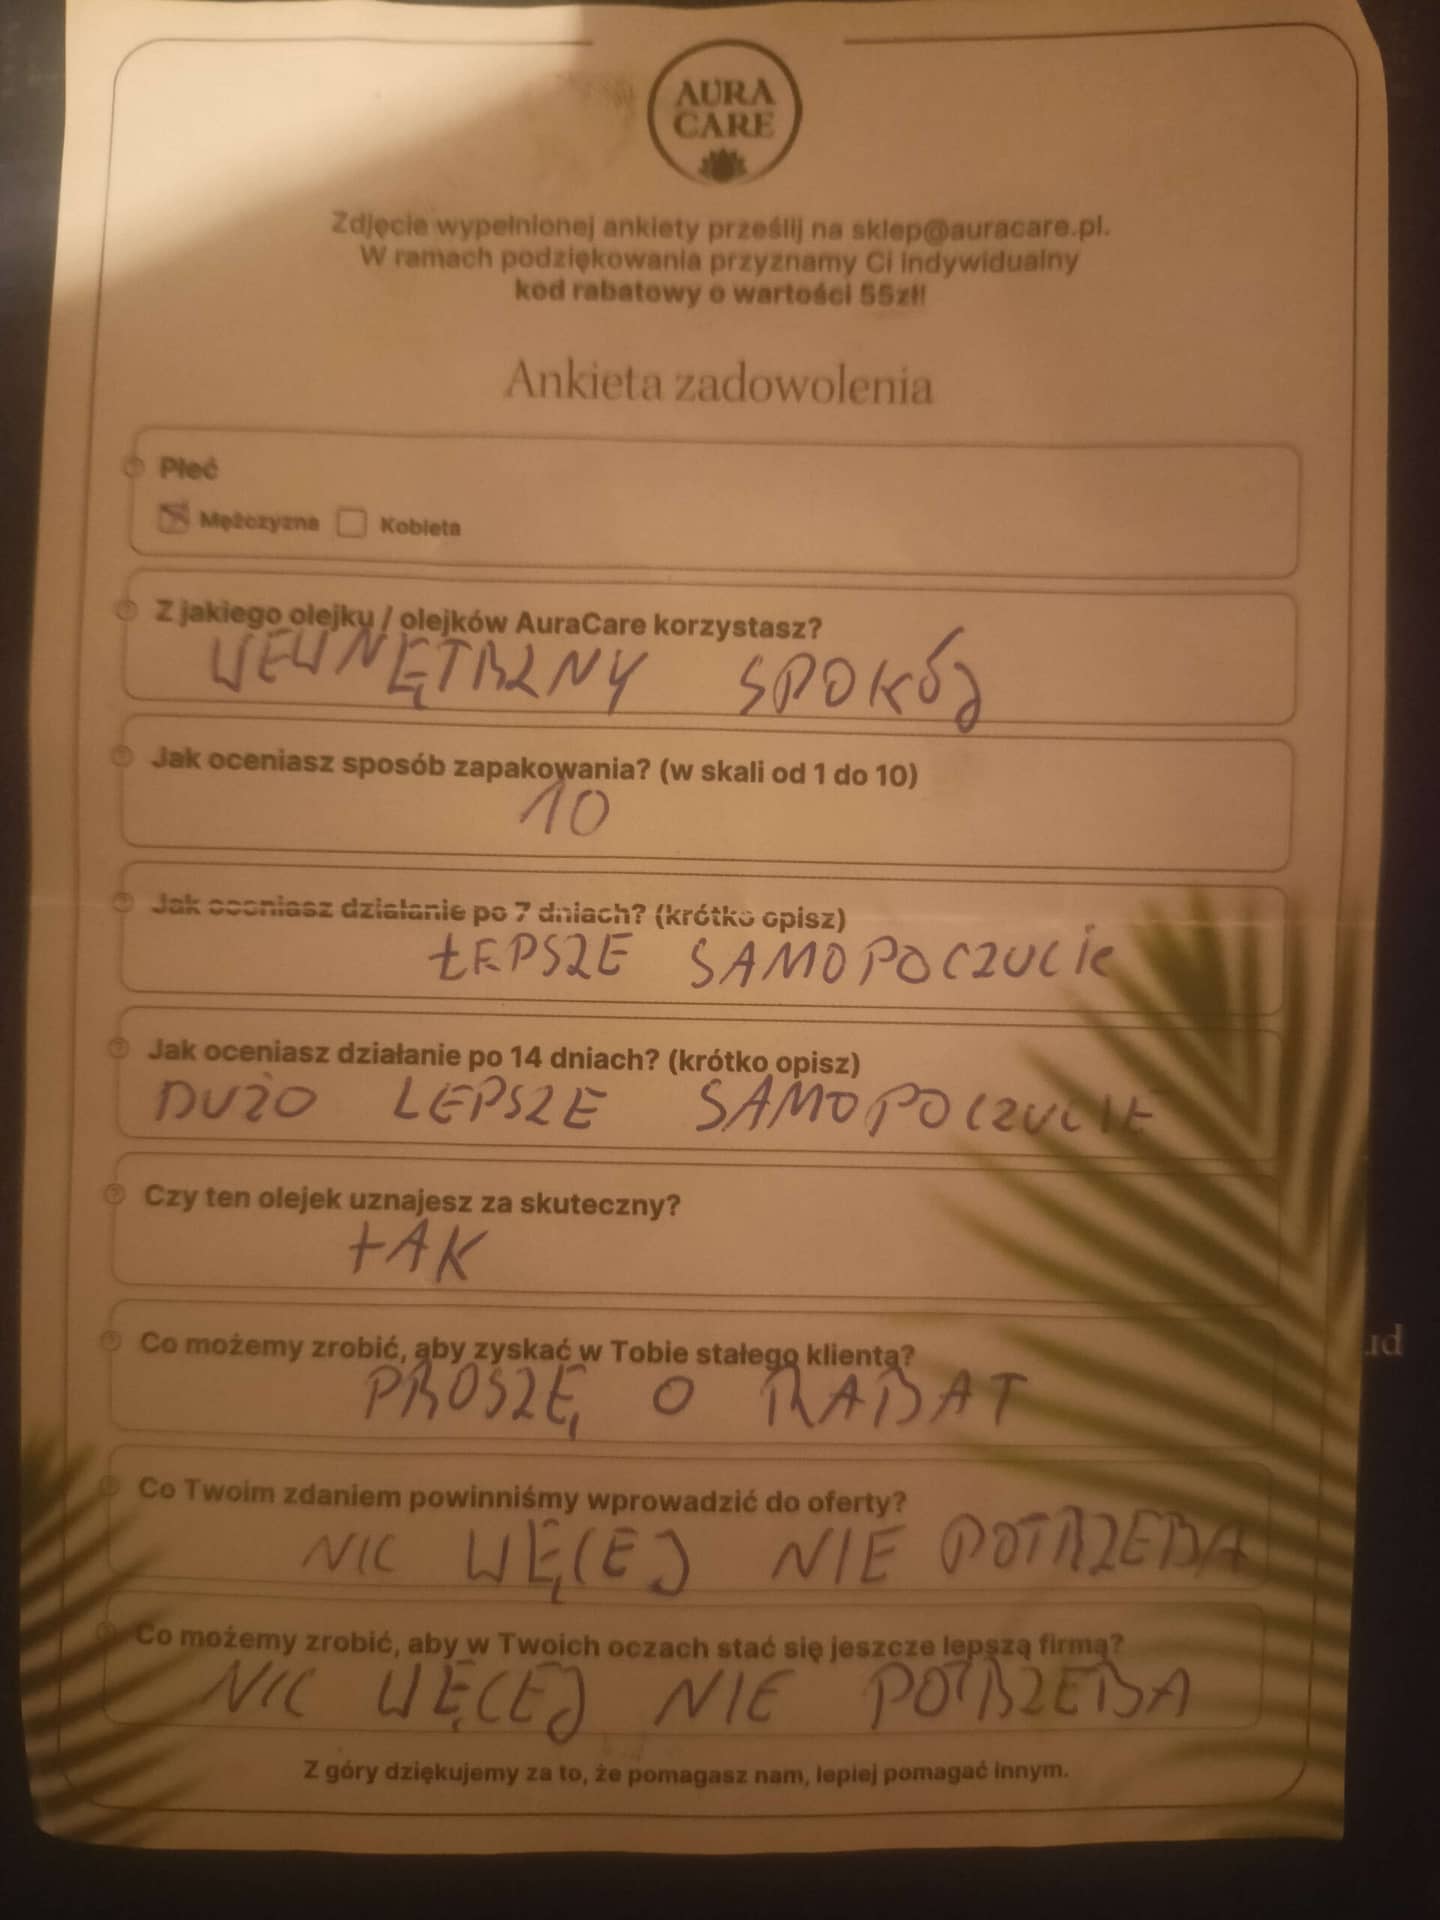 AURA
CARE
Zdjęcie wypełnionej ankiety prześlij na sklep@auracare.pl.
W ramach podziękowania przyznamy Ci indywidualny
kod rabatowy o wartości 55zł!
Ankieta zadowolenia
Płeć
Mężczyzna Kobieta
Z jakiego olejku / olejków AuraCare korzystasz?
WEWNĘTRZNY SPOKÓJ
Jak oceniasz sposób zapakowania? (w skali od 1 do 10)
10
Jak oceniasz działanie po 7 dniach? (krótko opisz)
ŁEPSZE SAMOPOCZUCIe
Jak oceniasz działanie po 14 dniach? (krótko opisz)
DUŻO LEPSZE SAMOPOCZUCIE
Czy ten olejek uznajesz za skuteczny?
tAK
Co możemy zrobić, aby zyskać w Tobie stałego klienta?
PROSZĘ O RABAT
Co Twoim zdaniem powinniśmy wprowadzić do oferty?
NIC WĘCEJ NIE POTRZEBA
Co możemy zrobić, aby w Twoich oczach stać się jeszcze lepszą firmą?
NIC WĘCEJ NIE POTRZEBA
Z góry dziękujemy za to, że pomagasz nam, lepiej pomagać innym.